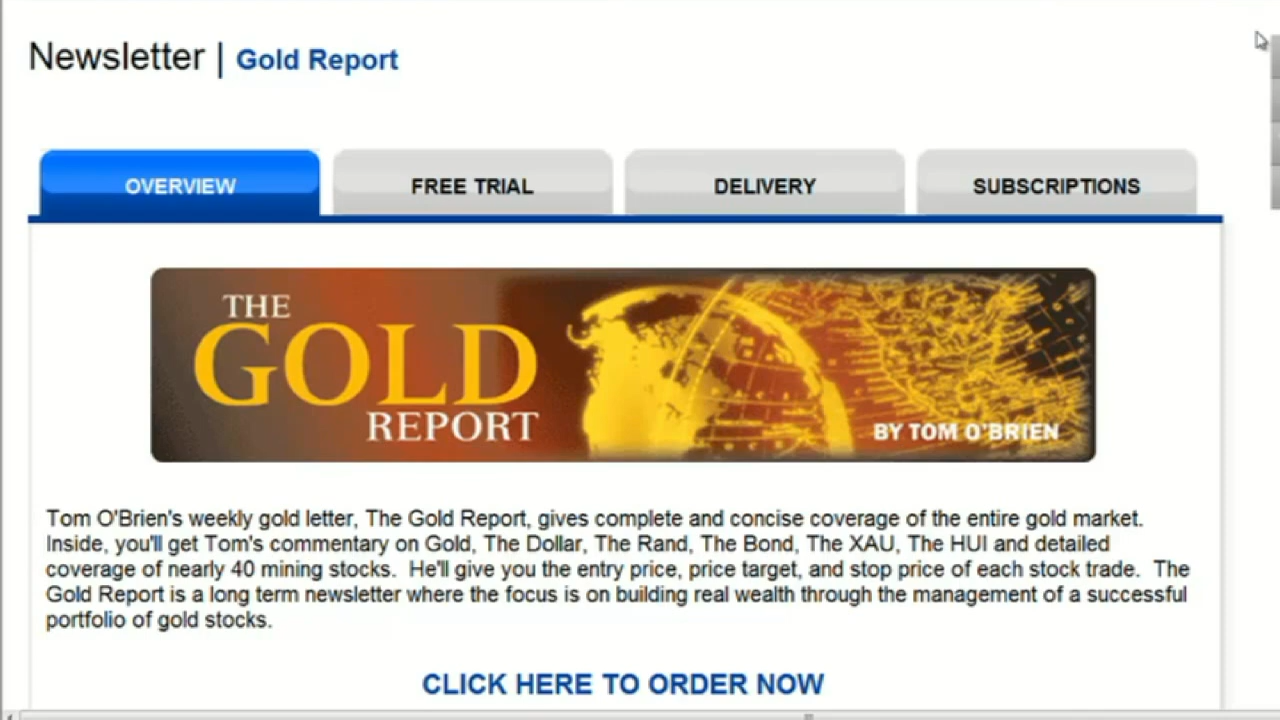 Newsletter | Gold Report
OVERVIEW FREE TRIAL DELIVERY SUBSCRIPTIONS
THE
GOLD
REPORT
BY TOM O'BRIEN
Tom O'Brien's weekly gold letter, The Gold Report, gives complete and concise coverage of the entire gold market.
Inside, you'll get Tom's commentary on Gold, The Dollar, The Rand, The Bond, The XAU, The HUI and detailed
coverage of nearly 40 mining stocks.  He'll give you the entry price, price target, and stop price of each stock trade.  The
Gold Report is a long term newsletter where the focus is on building real wealth through the management of a successful
portfolio of gold stocks.
CLICK HERE TO ORDER NOW